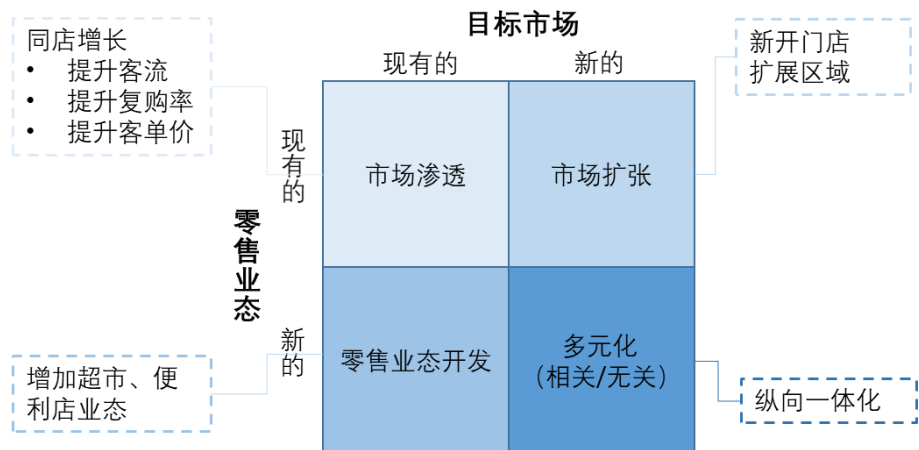 目标市场
现有的
新的
同店增长
• 提升客流
• 提升复购率
• 提升客单价
新开门店
扩展区域
零售业态
现有的
市场渗透
市场扩张
新的
零售业态开发
多元化
（相关/无关）
增加超市、便
利店业态
纵向一体化